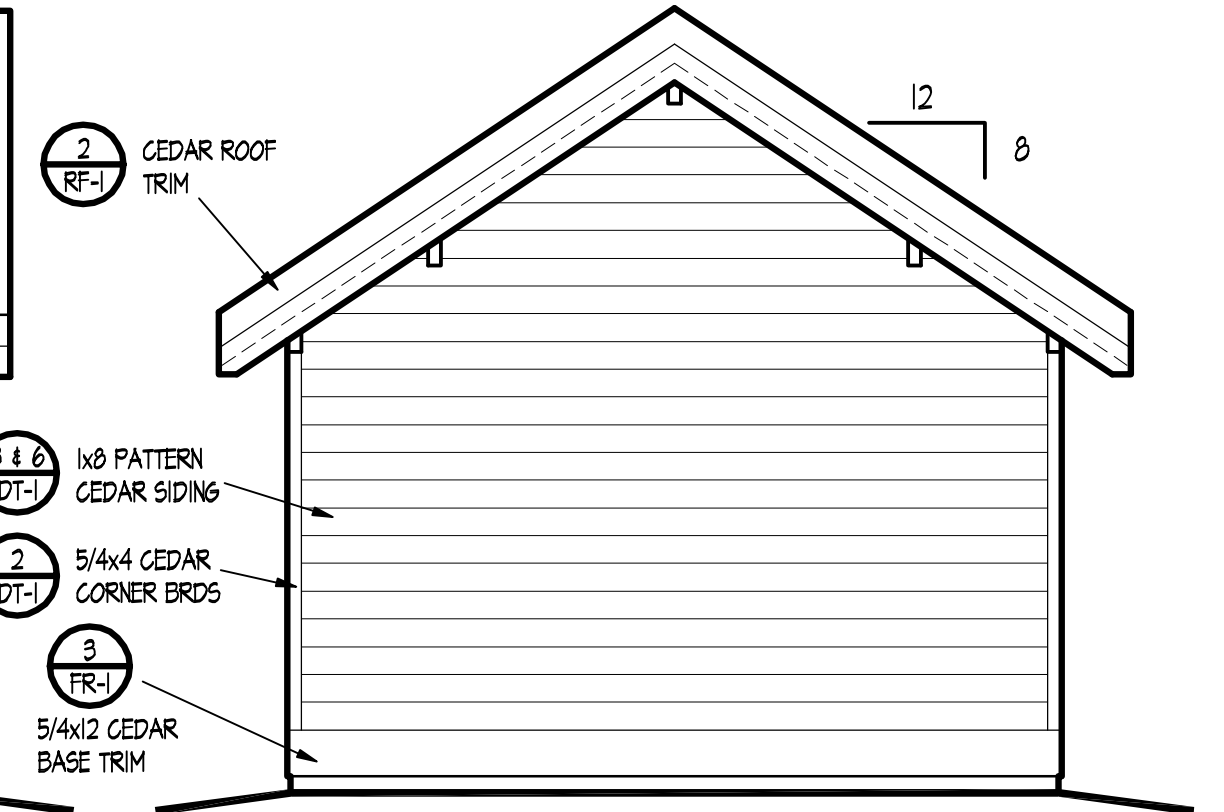 12
8
2
RF-1
CEDAR ROOF
TRIM
& 6
DT-1
1x8 PATTERN
CEDAR SIDING
2
DT-1
5/4x4 CEDAR
CORNER BRDS
3
FR-1
5/4x12 CEDAR
BASE TRIM